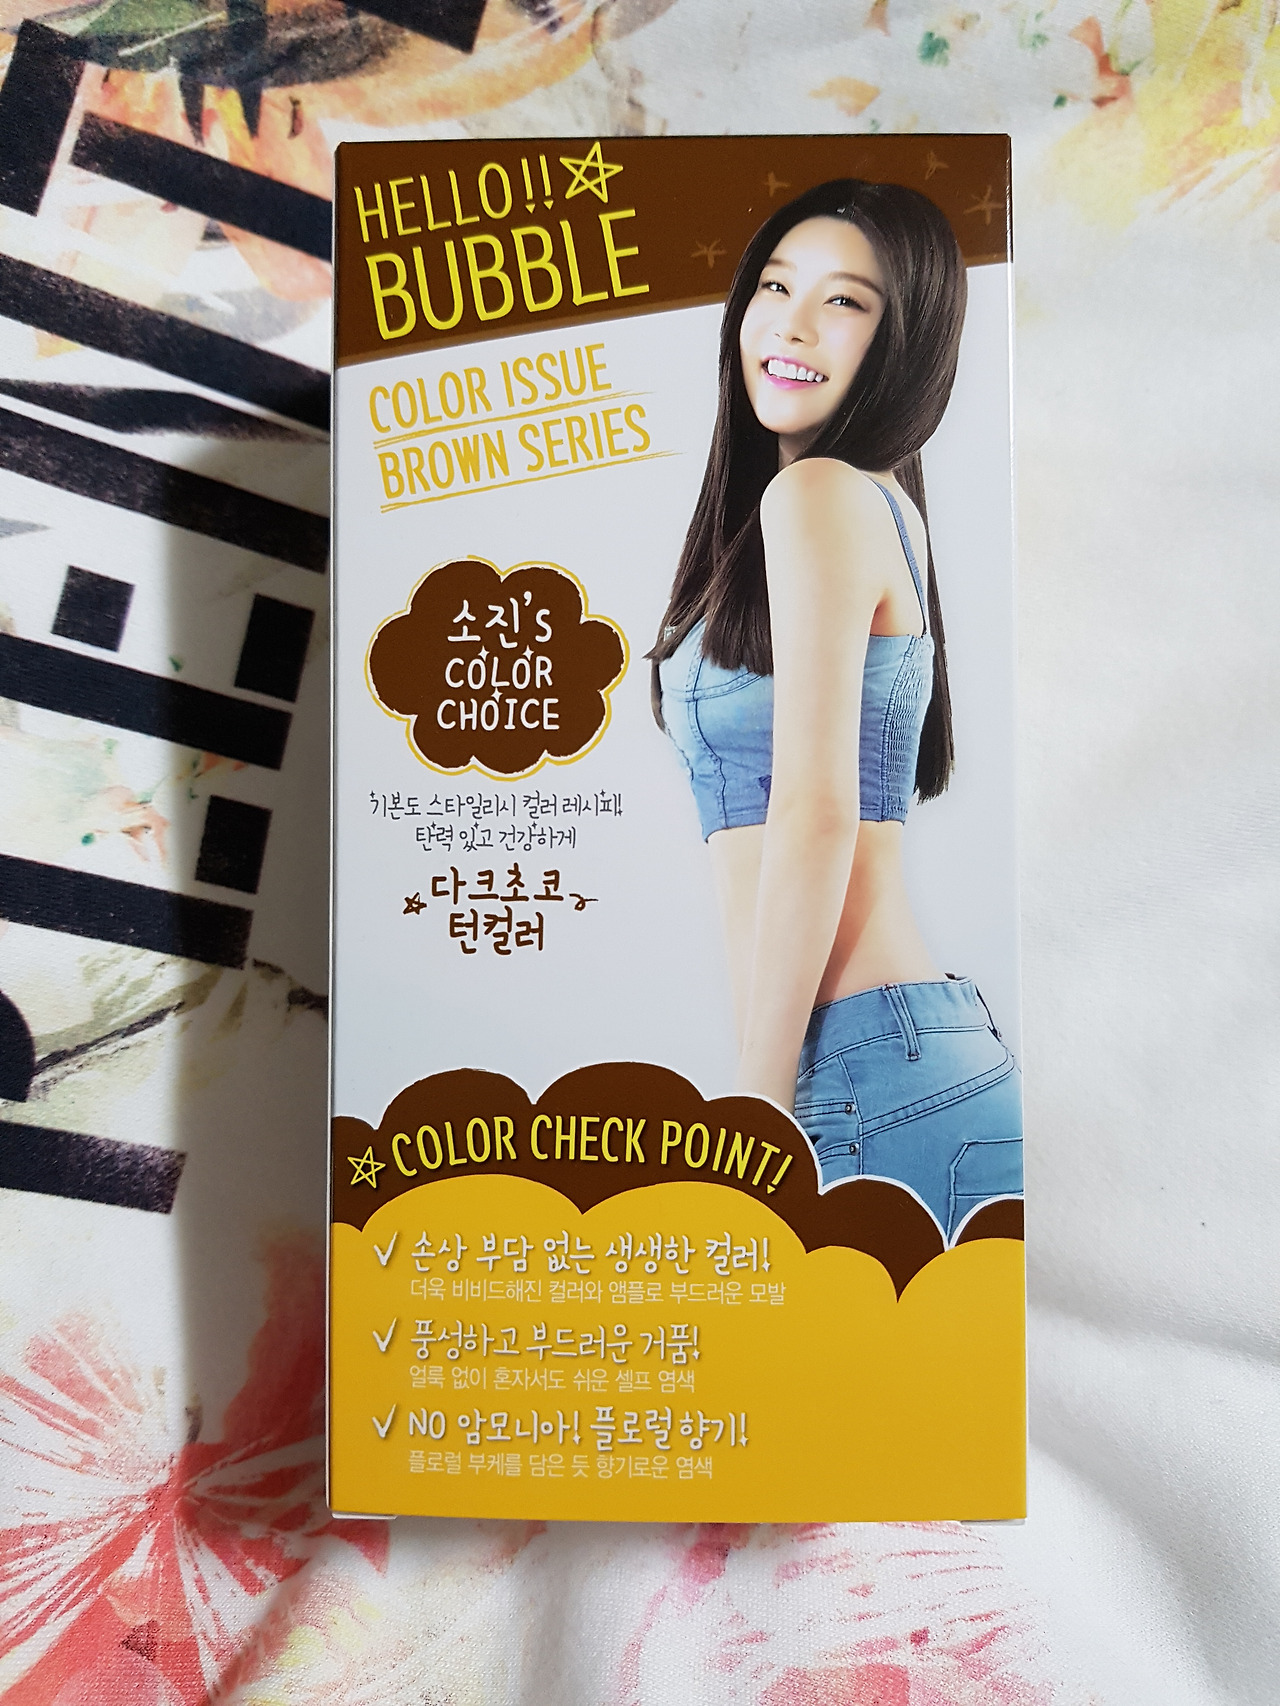 HELLO!!
BUBBLE
COLOR ISSUE
BROWN SERIES
소진's
COLOR
CHOICE
기본도 스타일리시 컬러 레시피!
탄력 있고 건강하게
다크초코
턴컬러
COLOR CHECK POINT!
손상 부담 없는 생생한 컬러!
더욱 비비드해진 컬러와 앰플로 부드러운 모발
풍성하고 부드러운 거품!
얼룩 없이 혼자서도 쉬운 셀프 염색
NO 암모니아! 플로럴향기!
플로럴 부케를 담은 듯 향기로운 염색